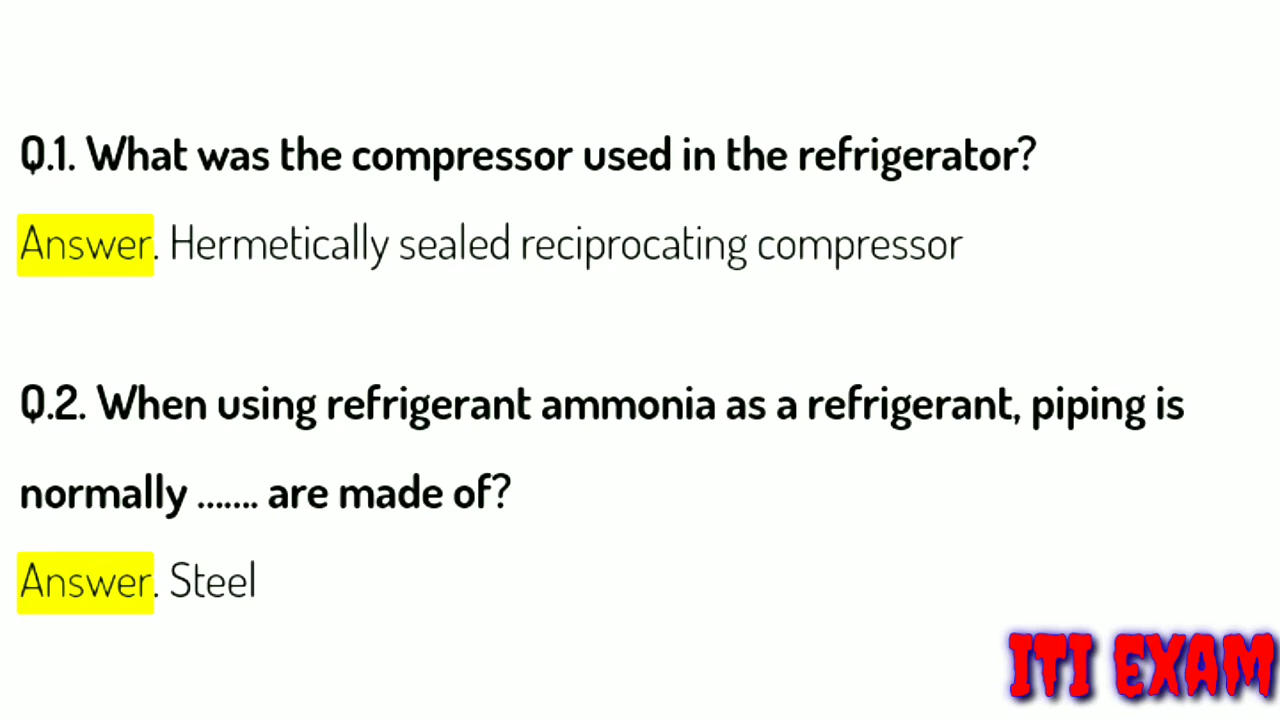 Q.1. What was the compressor used in the refrigerator?
Answer. Hermetically sealed reciprocating compressor
Q.2. When using refrigerant ammonia as a refrigerant, piping is
normally ....... are made of?
Answer. Steel
ITI EXAM